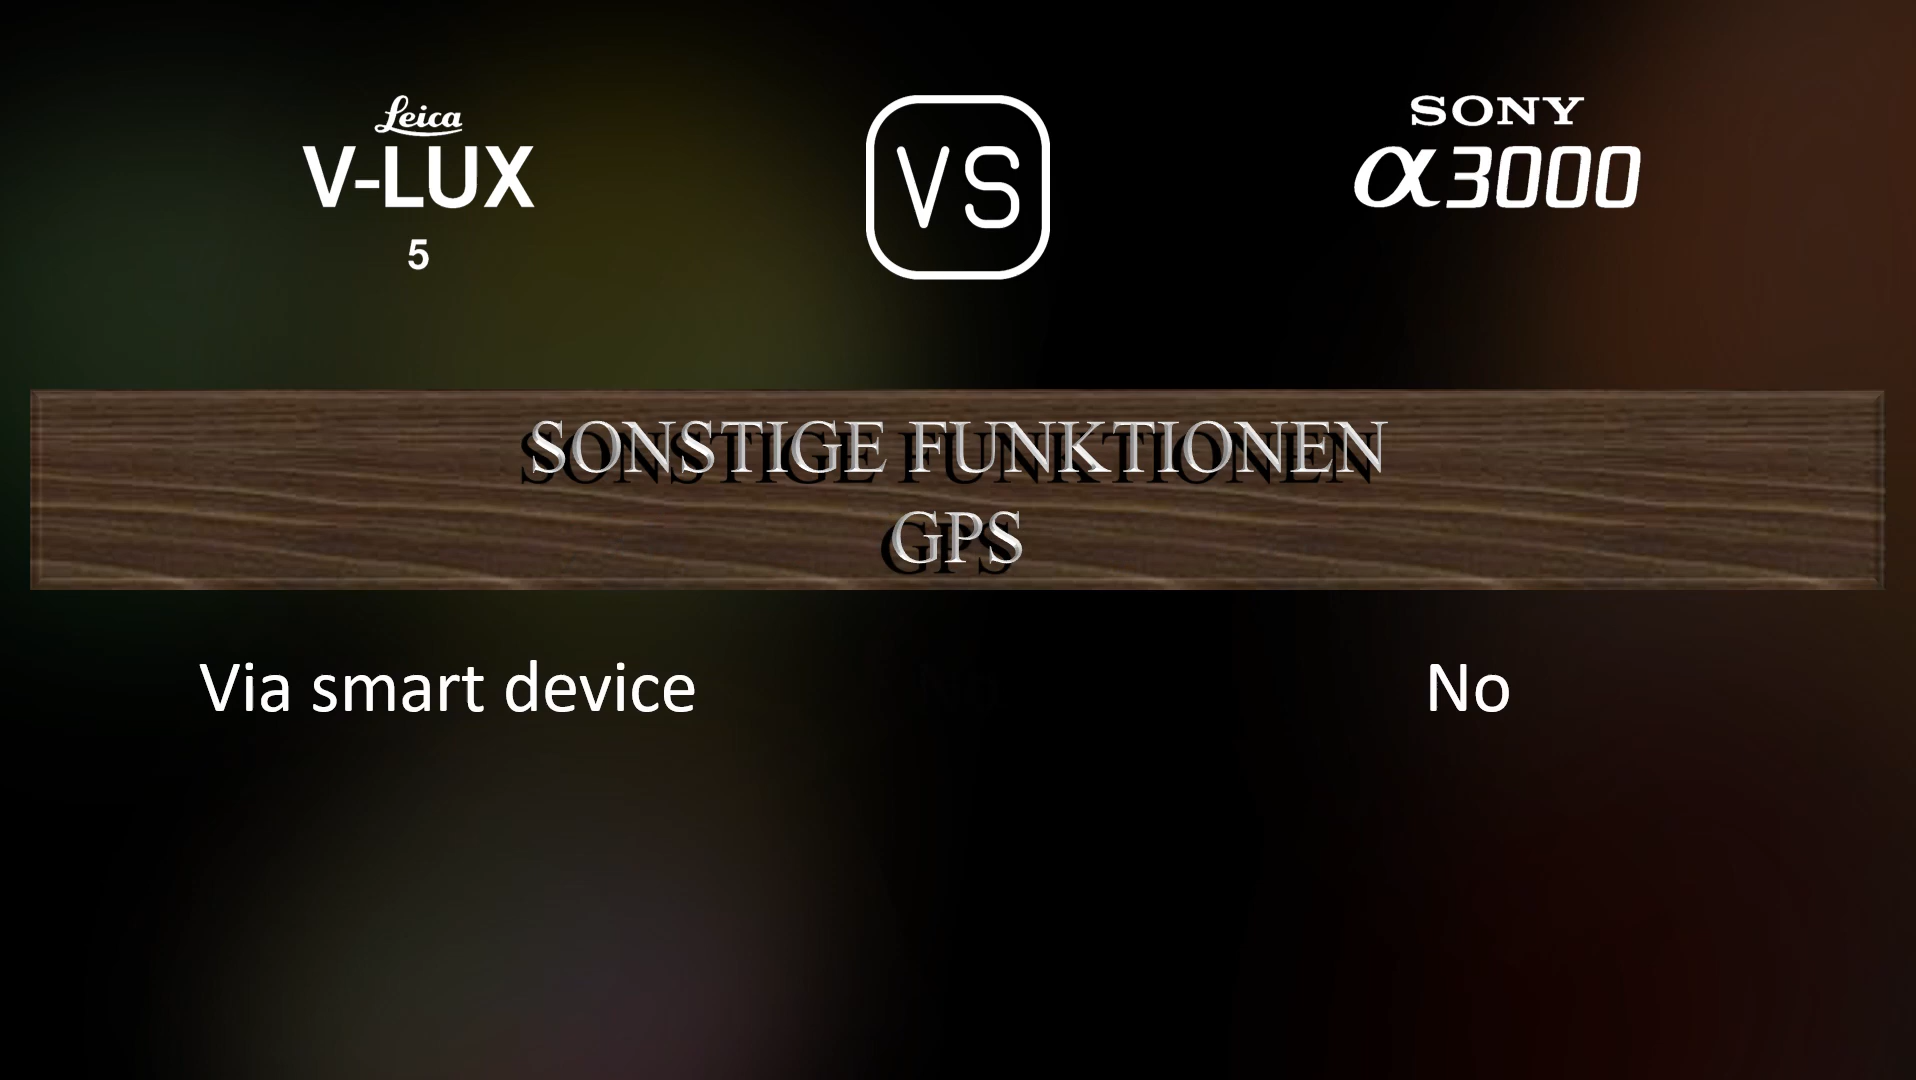 Leica
V-LUX
5
VS
SONY
α3000
SONSTIGE FUNKTIONEN
GPS
Via smart device
No